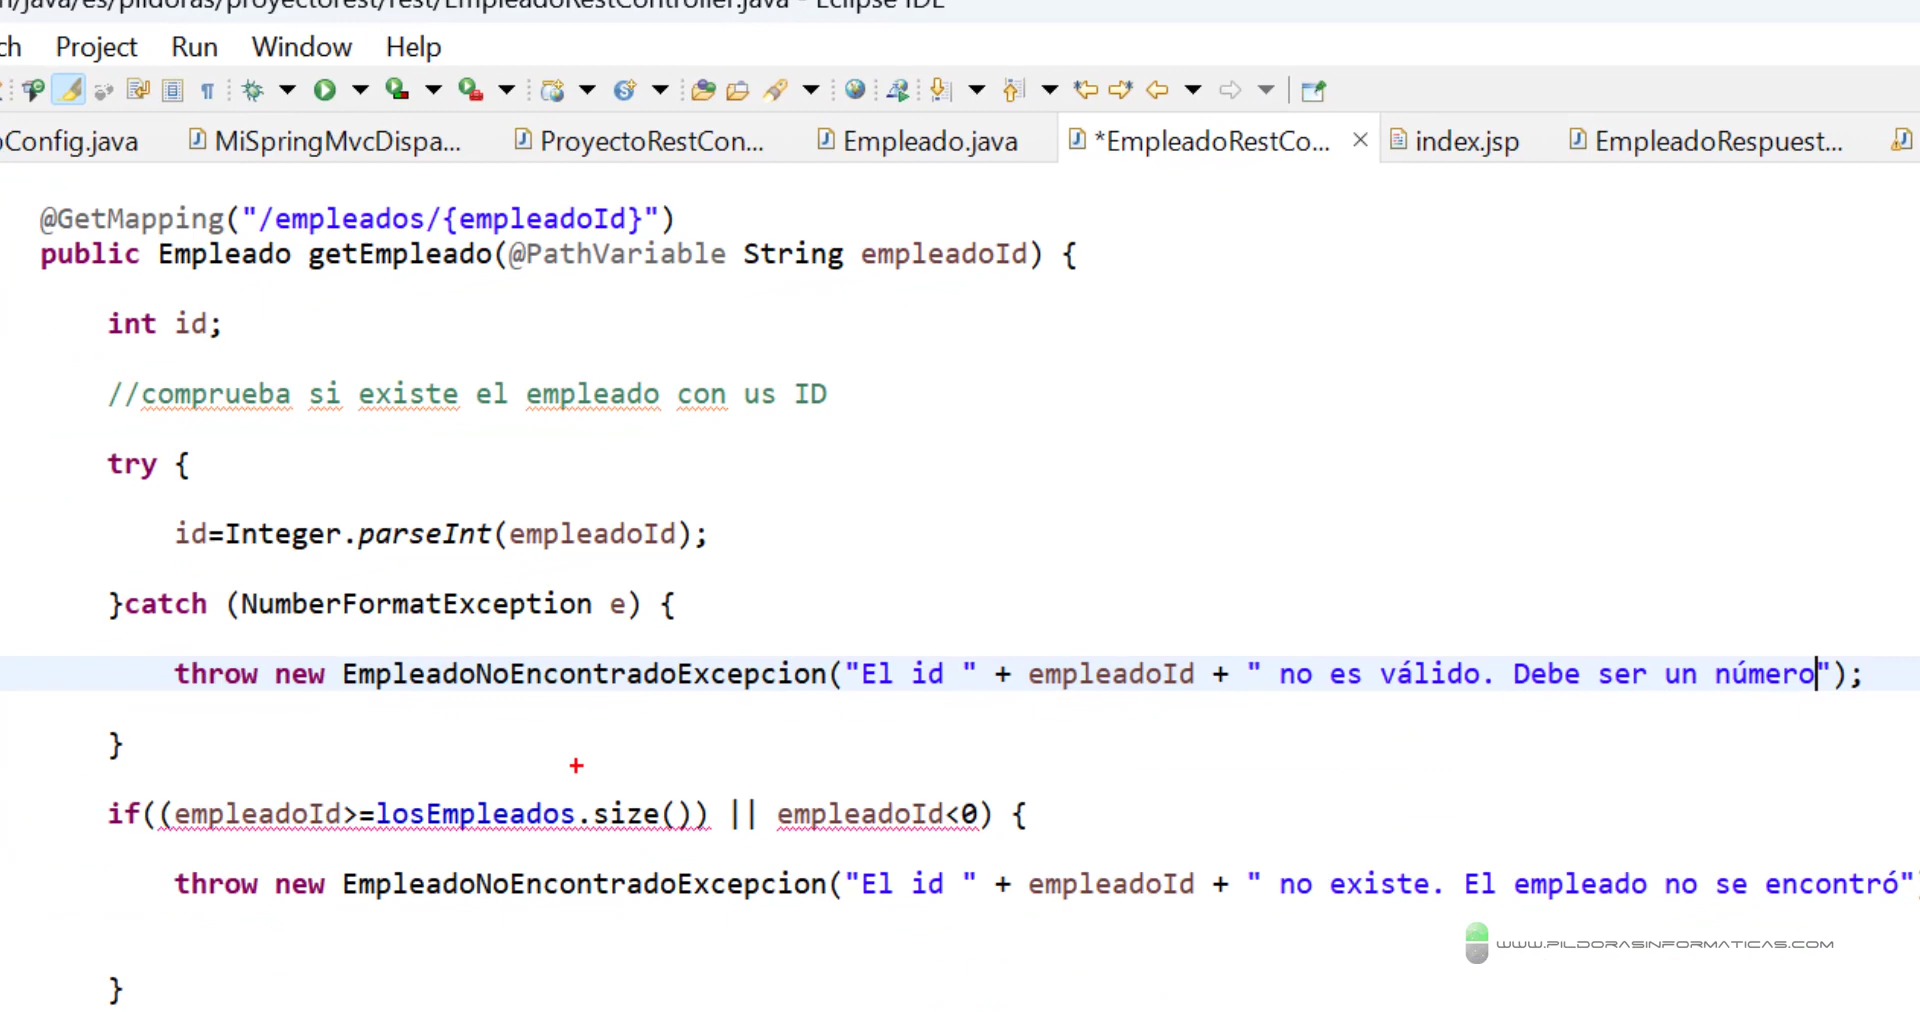 /java/es/pildoras/proyectorest/rest/EmpleadoRestController.java - Eclipse IDE
ch Project Run Window Help
oConfig.java MiSpringMvcDispa... ProyectoRestCon... Empleado.java *EmpleadoRestCo... index.jsp EmpleadoRespuest...
@GetMapping("/empleados/{empleadoId}")
public Empleado getEmpleado(@PathVariable String empleadoId) {
int id;
//comprueba si existe el empleado con us ID
try {
id=Integer.parseInt(empleadoId);
}catch (NumberFormatException e) {
throw new EmpleadoNoEncontradoExcepcion("El id " + empleadoId + " no es válido. Debe ser un número");
}
if((empleadoId>=losEmpleados.size()) || empleadoId<0) {
throw new EmpleadoNoEncontradoExcepcion("El id " + empleadoId + " no existe. El empleado no se encontró"
www.pildorasinformaticas.com
}